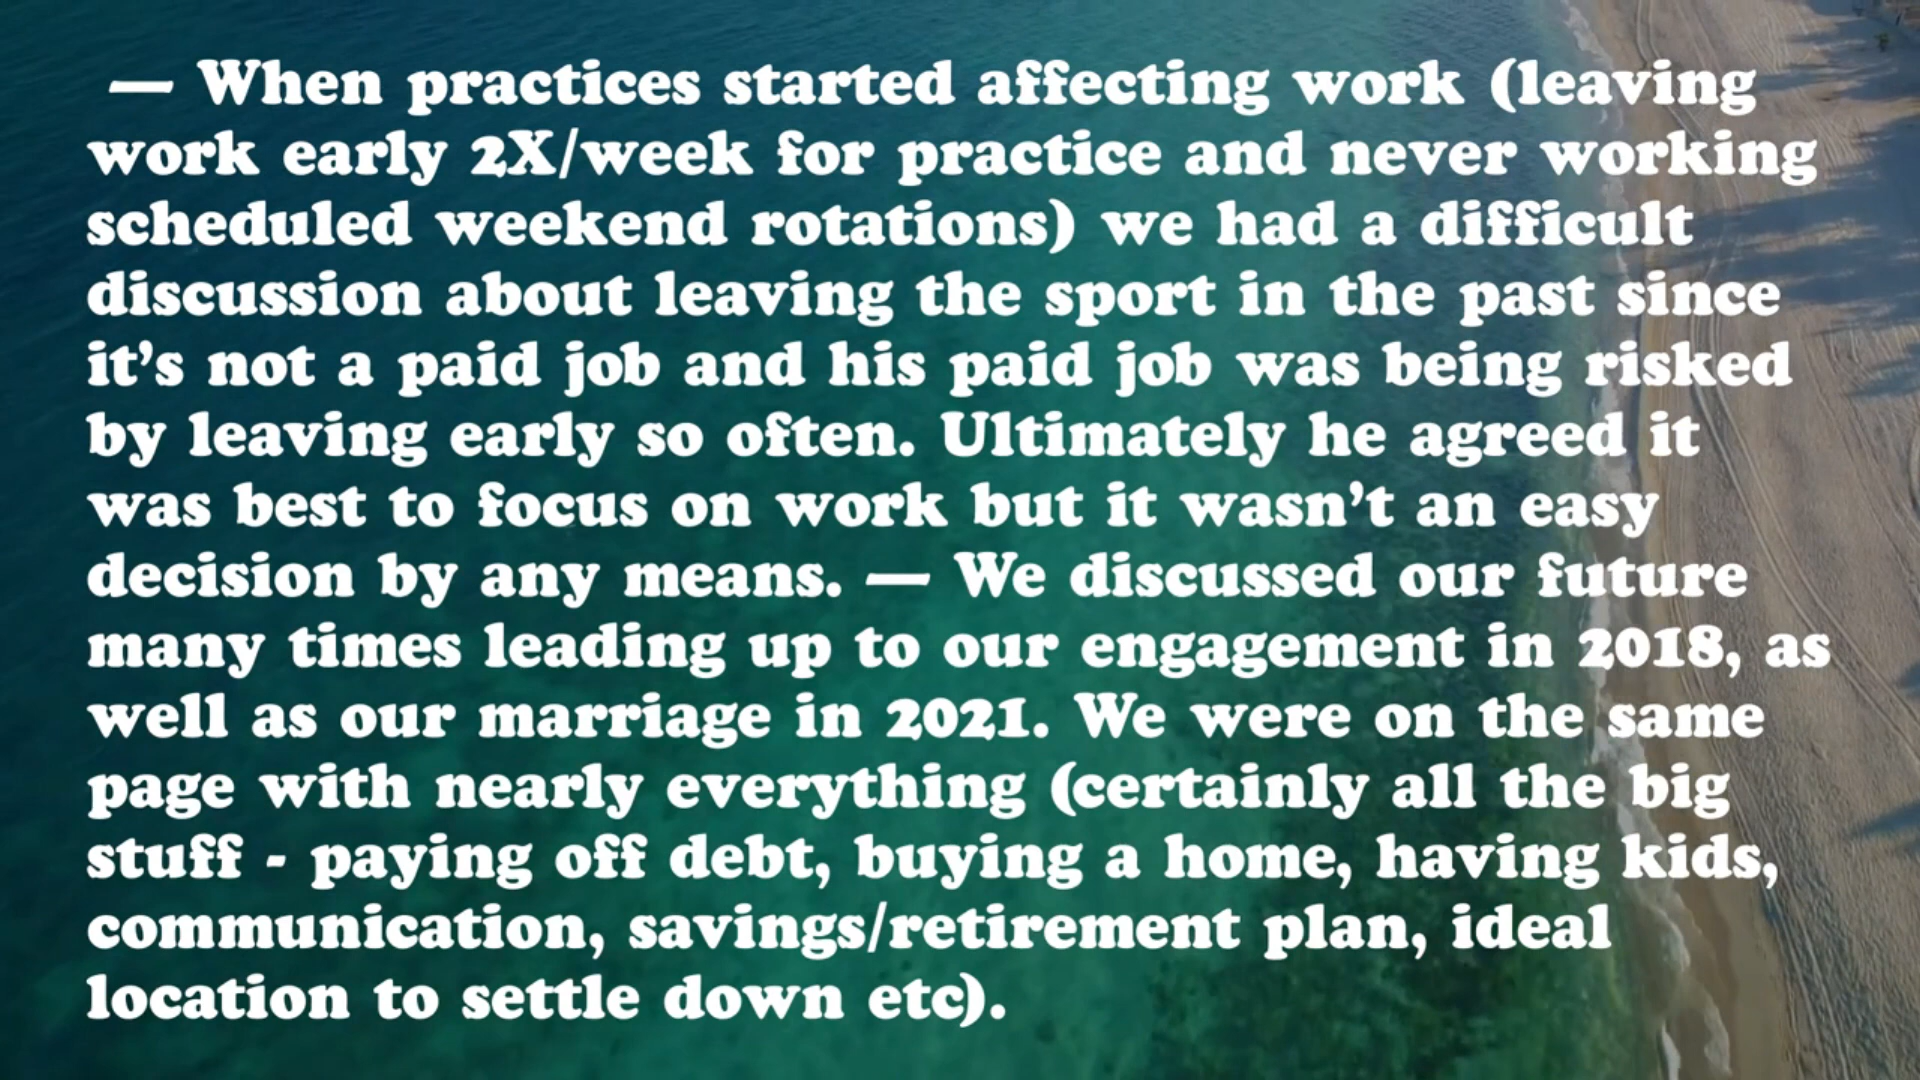 — When practices started affecting work (leaving
work early 2X/week for practice and never working
scheduled weekend rotations) we had a difficult
discussion about leaving the sport in the past since
it’s not a paid job and his paid job was being risked
by leaving early so often. Ultimately he agreed it
was best to focus on work but it wasn’t an easy
decision by any means. — We discussed our future
many times leading up to our engagement in 2018, as
well as our marriage in 2021. We were on the same
page with nearly everything (certainly all the big
stuff - paying off debt, buying a home, having kids,
communication, savings/retirement plan, ideal
location to settle down etc).